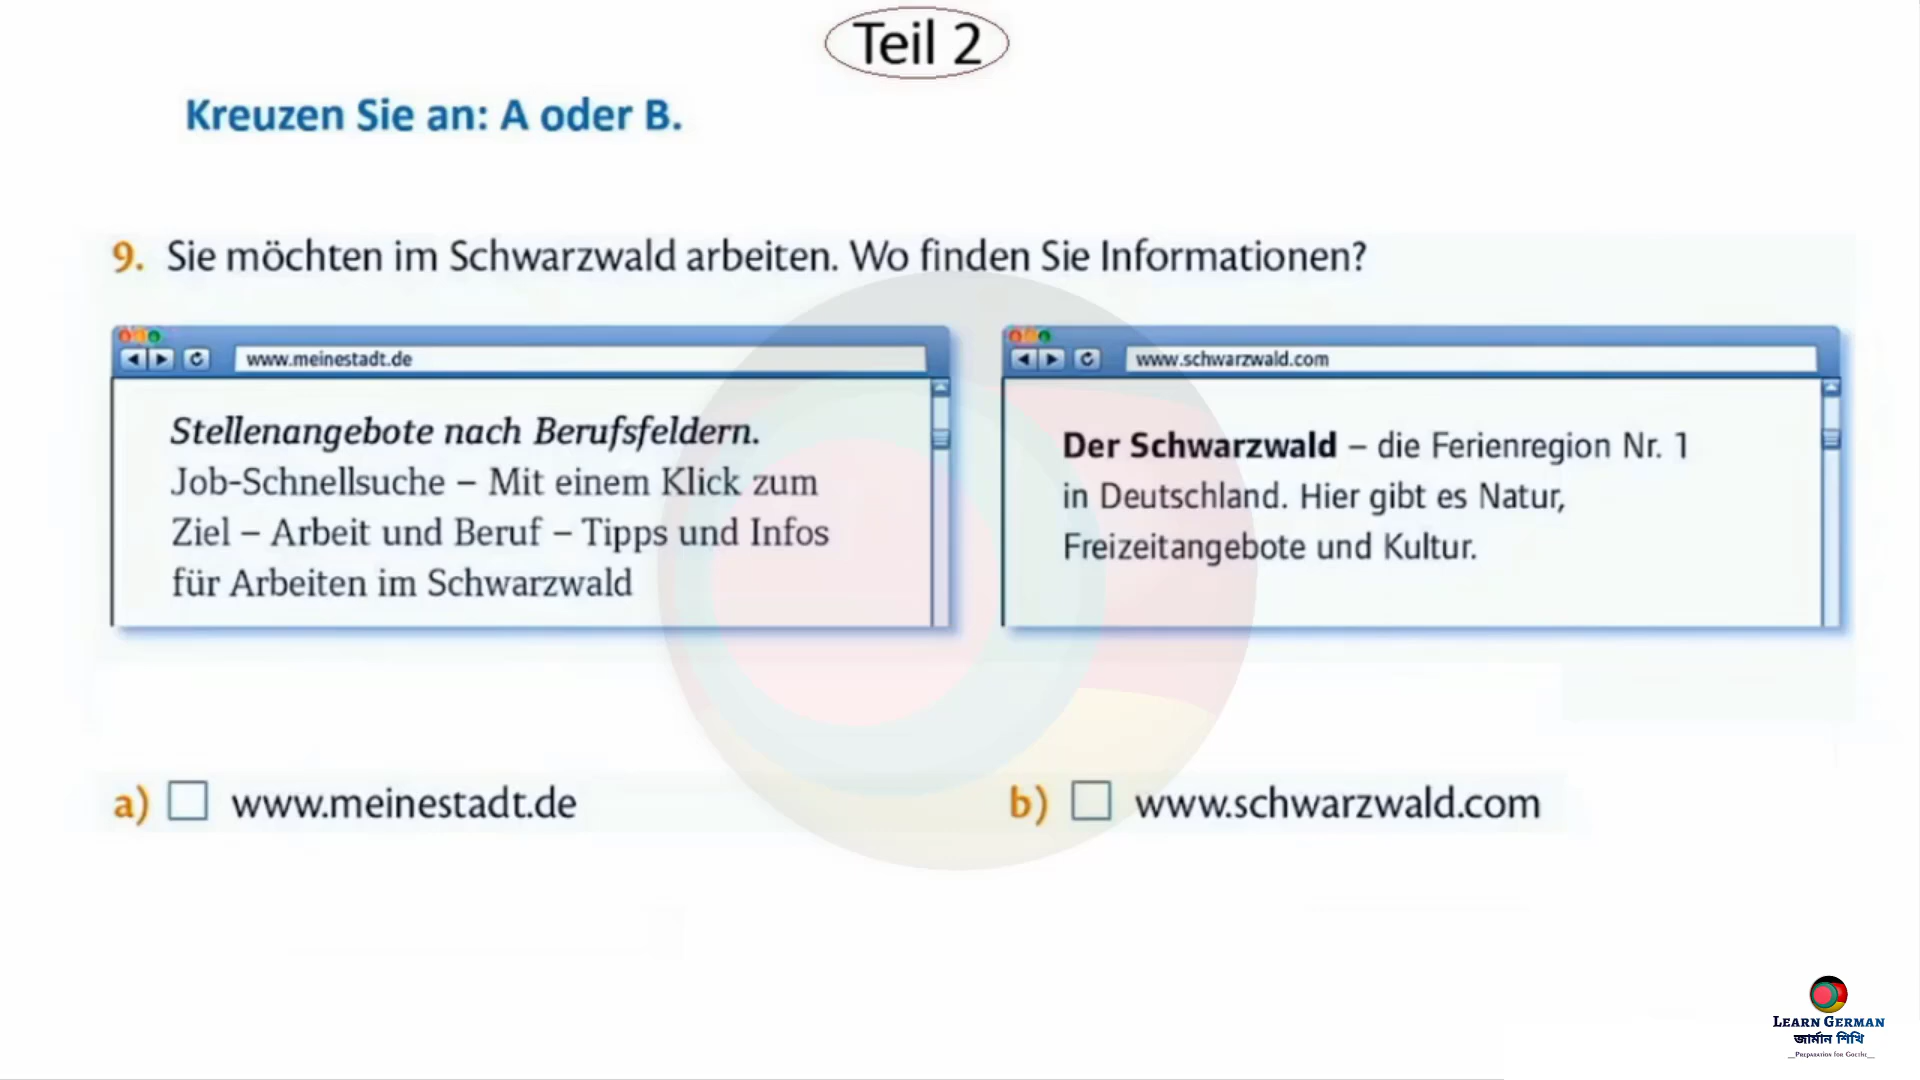 Teil 2
Kreuzen Sie an: A oder B.
9. Sie möchten im Schwarzwald arbeiten. Wo finden Sie Informationen?
www.meinestadt.de
Stellenangebote nach Berufsfeldern.
Job-Schnellsuche – Mit einem Klick zum
Ziel – Arbeit und Beruf – Tipps und Infos
für Arbeiten im Schwarzwald
www.schwarzwald.com
Der Schwarzwald – die Ferienregion Nr. 1
in Deutschland. Hier gibt es Natur,
Freizeitangebote und Kultur.
a) www.meinestadt.de
b) www.schwarzwald.com
LEARN GERMAN
জার্মান শিখি
__PREPARATION FOR GOETHE__